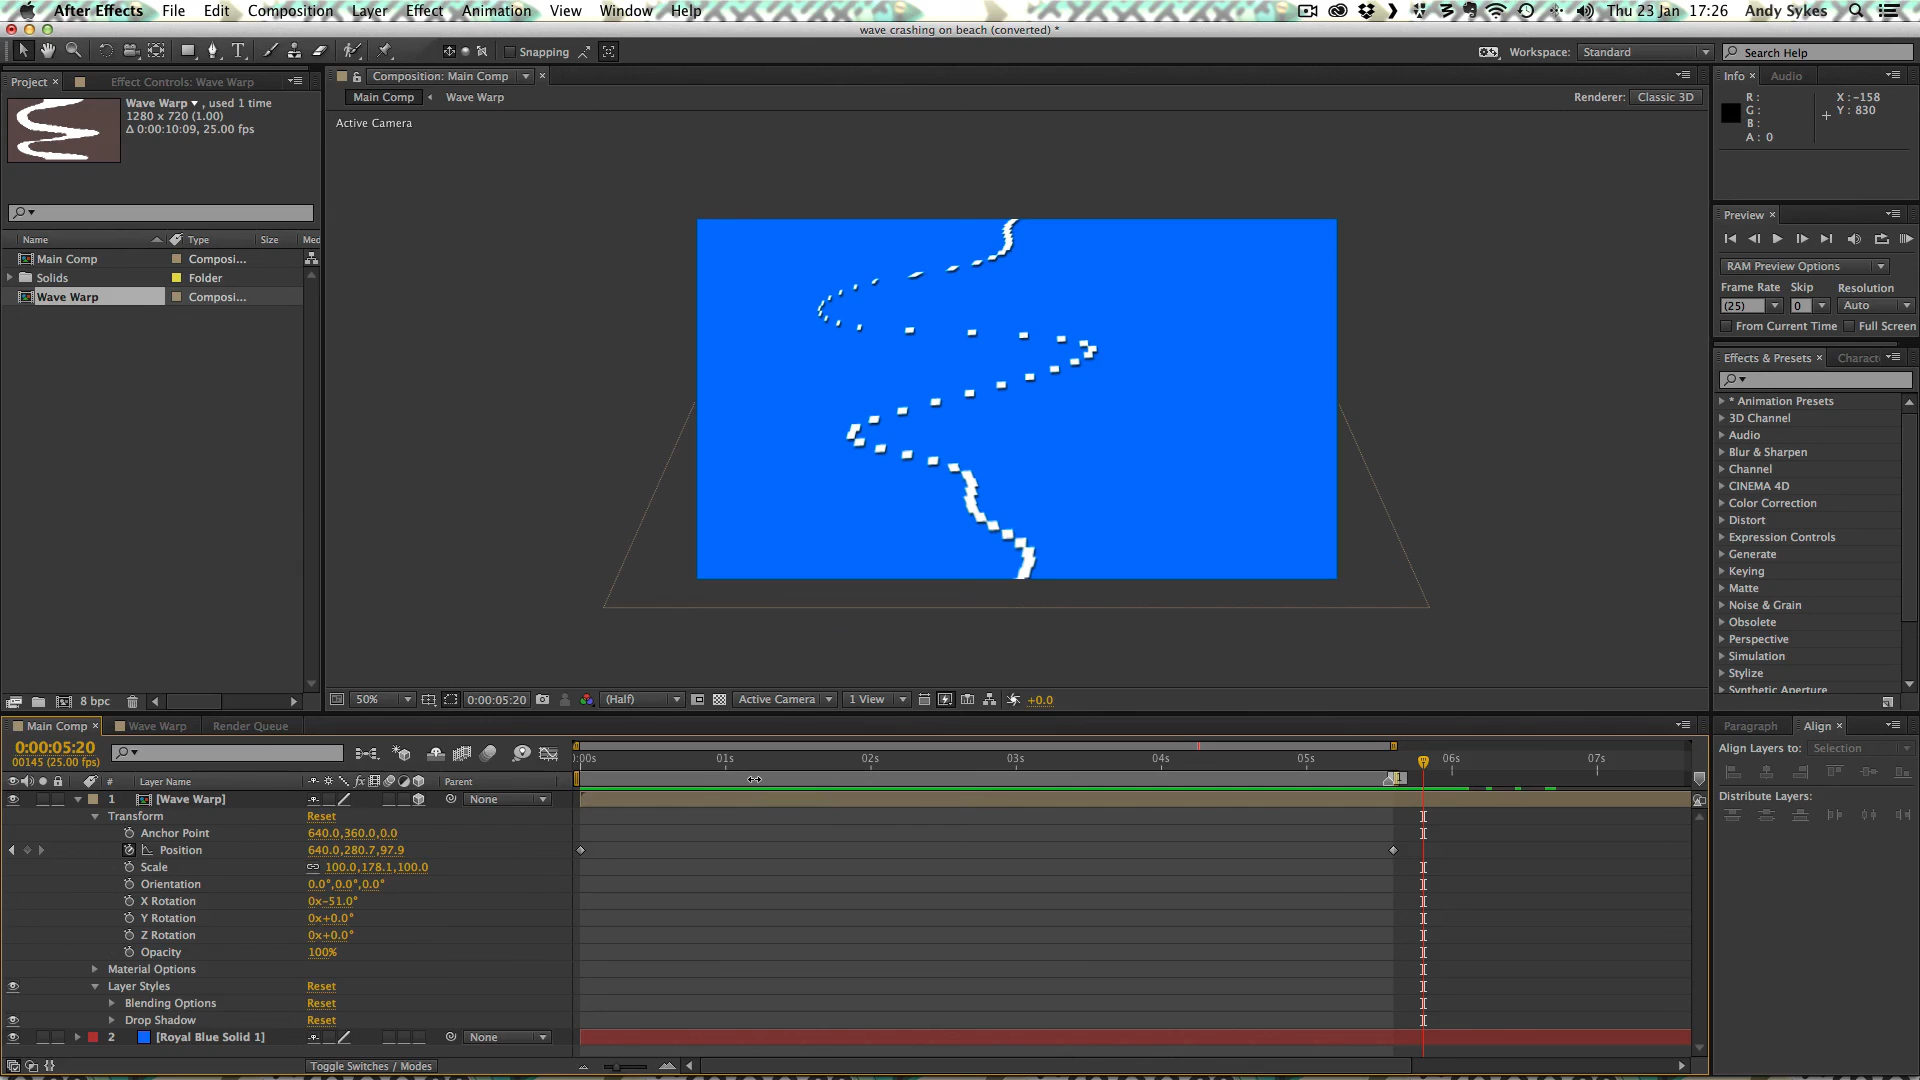 After Effects File Edit Composition Layer Effect Animation View Window Help Thu 23 Jan 17:26 Andy Sykes
wave crashing on beach (converted) *
Snapping Workspace: Standard Search Help
Project Effect Controls: Wave Warp Composition: Main Comp Info Audio
Main Comp Wave Warp Renderer: Classic 3D
Wave Warp , used 1 time
1280 x 720 (1.00)
Δ 0:00:10:09, 25.00 fps
Active Camera
R:
G:
B:
A: 0
X: -158
Y: 830
Preview
RAM Preview Options
Frame Rate Skip Resolution
(25) 0 Auto
From Current Time Full Screen
Name Type Size Med
Main Comp Composi...
Solids Folder
Wave Warp Composi...
Effects & Presets Charact
* Animation Presets
3D Channel
Audio
Blur & Sharpen
Channel
CINEMA 4D
Color Correction
Distort
Expression Controls
Generate
Keying
Matte
Noise & Grain
Obsolete
Perspective
Simulation
Stylize
Synthetic Aperture
8 bpc
50% 0:00:05:20 (Half) Active Camera 1 View +0.0
Main Comp Wave Warp Render Queue
Paragraph Align
0:00:05:20
00145 (25.00 fps)
:00s 01s 02s 03s 04s 05s 06s 07s
Align Layers to: Selection
Distribute Layers:
# Layer Name fx Parent
1
1 [Wave Warp] None
Transform Reset
Anchor Point 640.0,360.0,0.0
Position 640.0,280.7,97.9
Scale 100.0,178.1,100.0
Orientation 0.0°,0.0°,0.0°
X Rotation 0x-51.0°
Y Rotation 0x+0.0°
Z Rotation 0x+0.0°
Opacity 100%
Material Options
Layer Styles Reset
Blending Options Reset
Drop Shadow Reset
2 [Royal Blue Solid 1] None
Toggle Switches / Modes